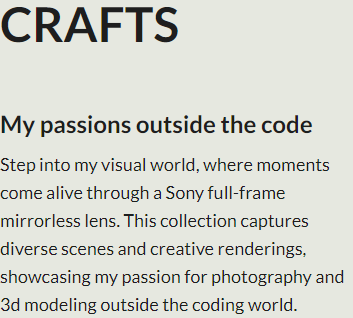 CRAFTS
My passions outside the code
Step into my visual world, where moments
come alive through a Sony full-frame
mirrorless lens. This collection captures
diverse scenes and creative renderings,
showcasing my passion for photography and
3d modeling outside the coding world.